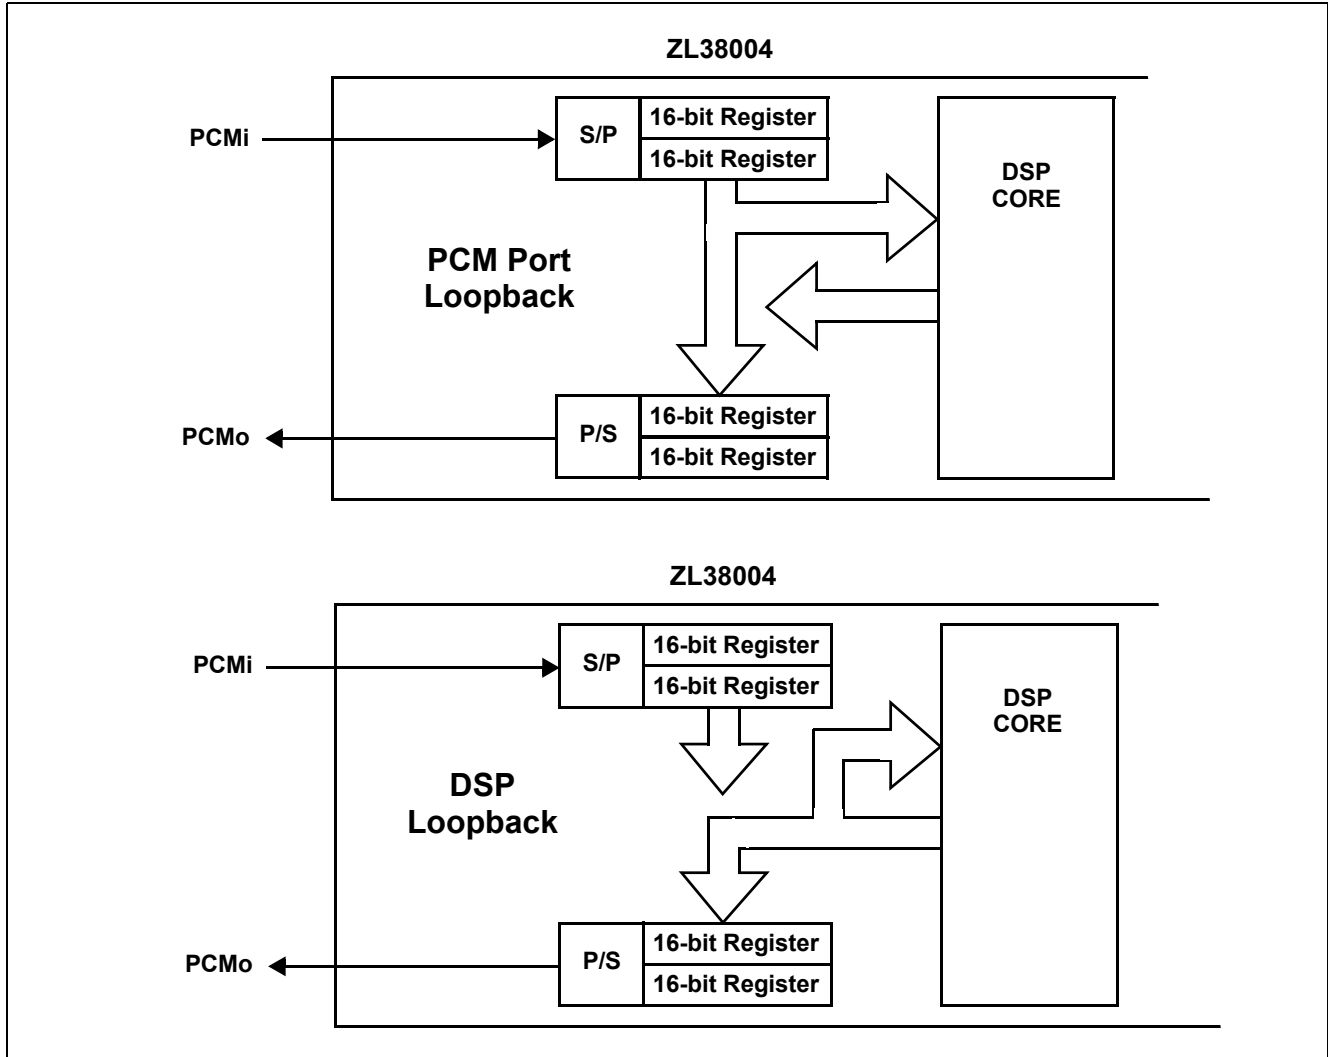 ZL38004
PCMi
S/P
16-bit Register
16-bit Register
DSP
CORE
PCM Port
Loopback
PCMo
P/S
16-bit Register
16-bit Register
ZL38004
PCMi
S/P
16-bit Register
16-bit Register
DSP
CORE
DSP
Loopback
PCMo
P/S
16-bit Register
16-bit Register